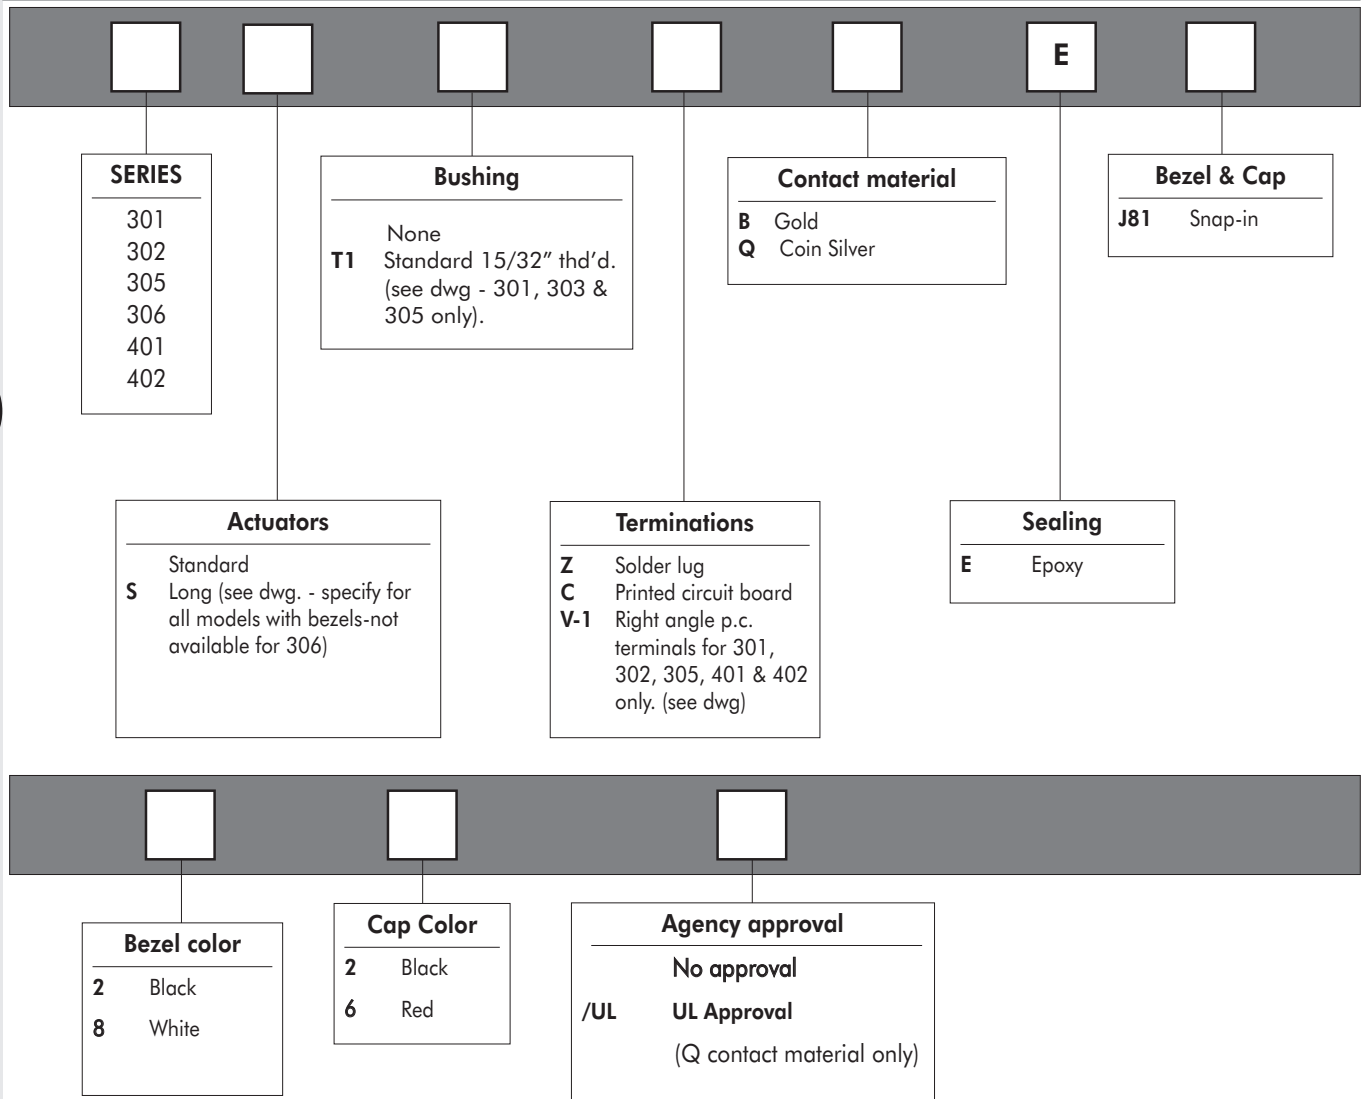 E
SERIES
301
302
305
306
401
402
Bushing
None
T1 Standard 15/32” thd’d.
(see dwg - 301, 303 &
305 only).
Contact material
B Gold
Q Coin Silver
Bezel & Cap
J81 Snap-in
Actuators
Standard
S Long (see dwg. - specify for
all models with bezels-not
available for 306)
Terminations
Z Solder lug
C Printed circuit board
V-1 Right angle p.c.
terminals for 301,
302, 305, 401 & 402
only. (see dwg)
Sealing
E Epoxy
Bezel color
2 Black
8 White
Cap Color
2 Black
6 Red
Agency approval
No approval
/UL UL Approval
(Q contact material only)